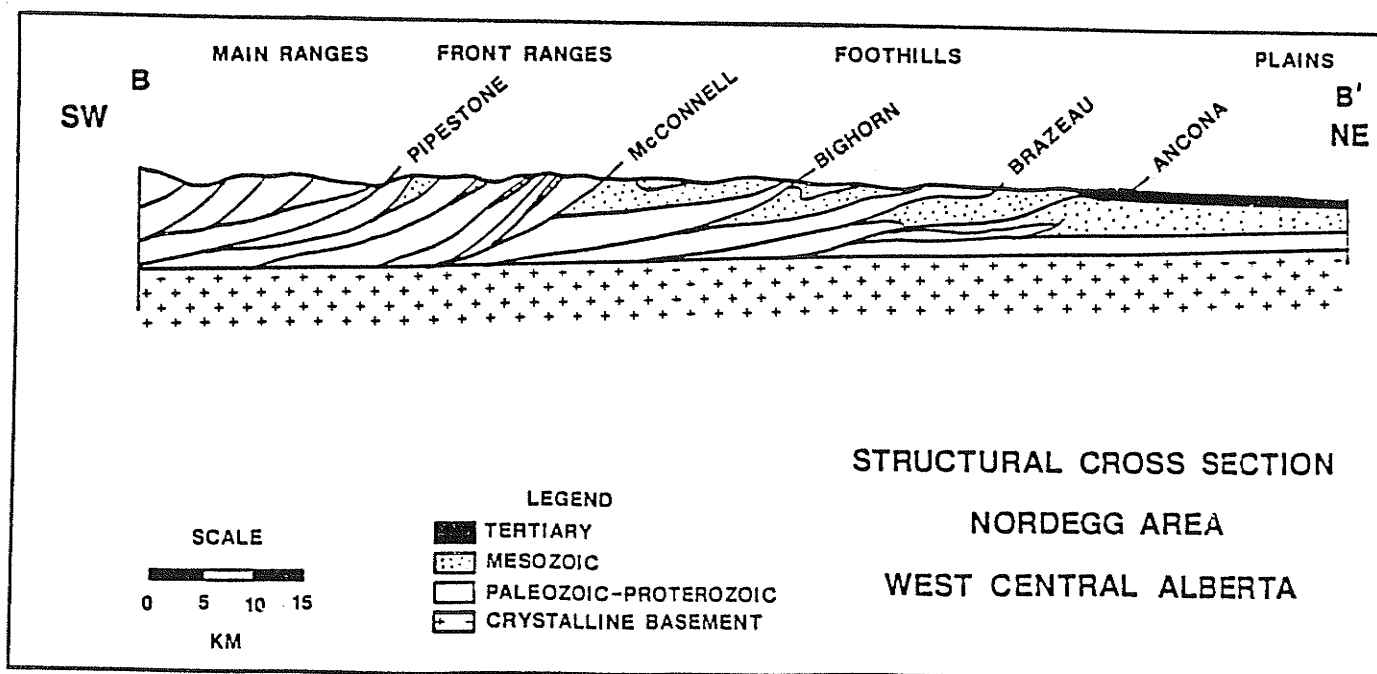 MAIN RANGES FRONT RANGES FOOTHILLS PLAINS
B B'
SW NE
PIPESTONE
McCONNELL
BIGHORN
BRAZEAU
ANCONA
STRUCTURAL CROSS SECTION
NORDEGG AREA
WEST CENTRAL ALBERTA
SCALE
0 5 10 15
KM
LEGEND
TERTIARY
MESOZOIC
PALEOZOIC-PROTEROZOIC
CRYSTALLINE BASEMENT